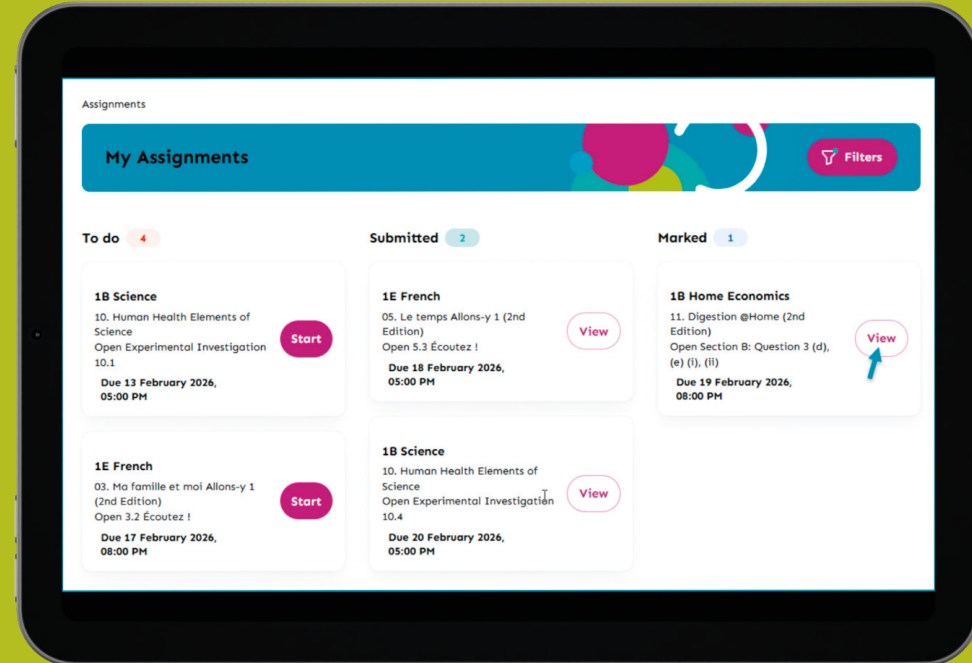 Assignments
My Assignments
Filters
To do 4
1B Science
10. Human Health Elements of
Science
Open Experimental Investigation
10.1
Due 13 February 2026,
05:00 PM
Start
1E French
03. Ma famille et moi Allons-y 1
(2nd Edition)
Open 3.2 Écoutez !
Due 17 February 2026,
08:00 PM
Start
Submitted 2
1E French
05. Le temps Allons-y 1 (2nd
Edition)
Open 5.3 Écoutez !
Due 18 February 2026,
05:00 PM
View
1B Science
10. Human Health Elements of
Science
Open Experimental Investigation
10.4
Due 20 February 2026,
05:00 PM
View
Marked 1
1B Home Economics
11. Digestion @Home (2nd
Edition)
Open Section B: Question 3 (d),
(e) (i), (ii)
Due 19 February 2026,
08:00 PM
View